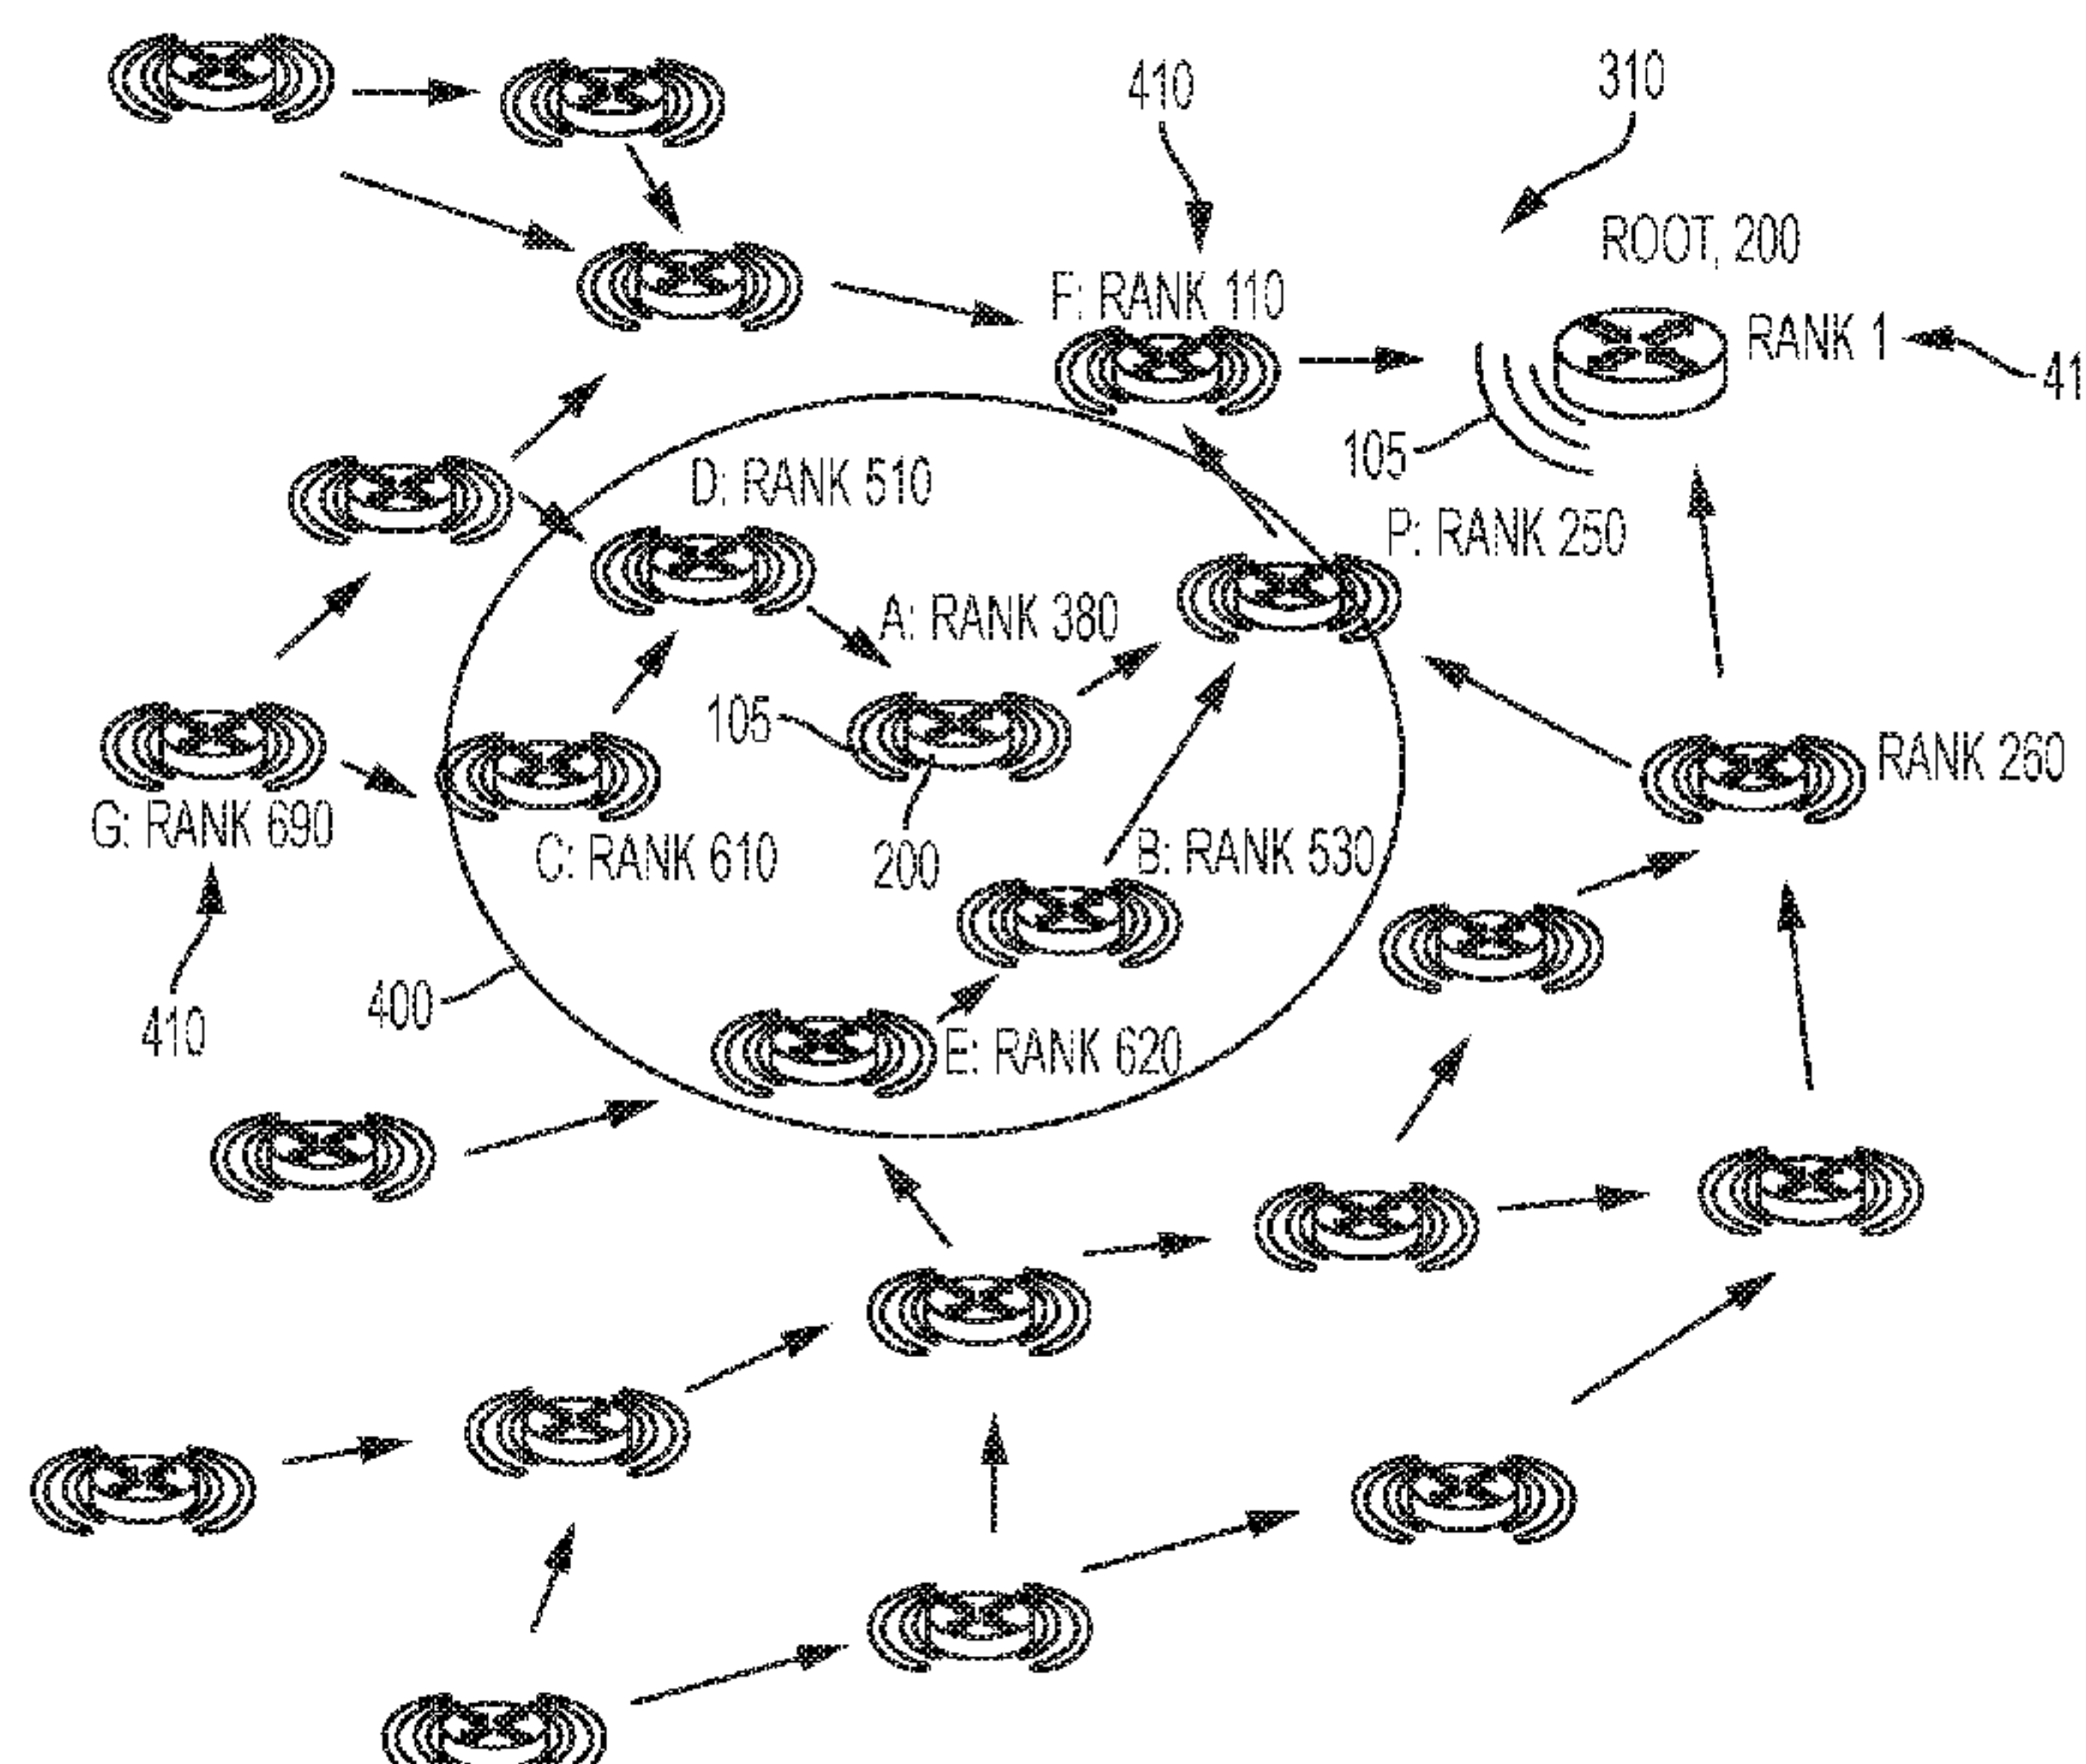 410
310
ROOT, 200
F: RANK 110
RANK 1
41
105
D: RANK 510
P: RANK 250
A: RANK 380
105
RANK 260
G: RANK 690
C: RANK 610
200
B: RANK 530
400
410
E: RANK 620